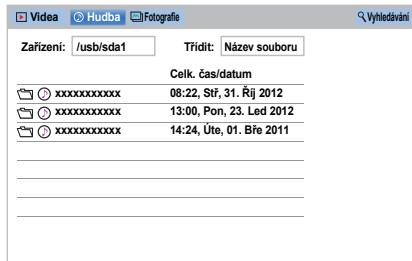 Videa Hudba Fotografie Vyhledávání
Zařízení: /usb/sda1 Třídit: Název souboru
Celk. čas/datum
xxxxxxxxxxx 08:22, Stř, 31. Říj 2012
xxxxxxxxxxx 13:00, Pon, 23. Led 2012
xxxxxxxxxxx 14:24, Úte, 01. Bře 2011